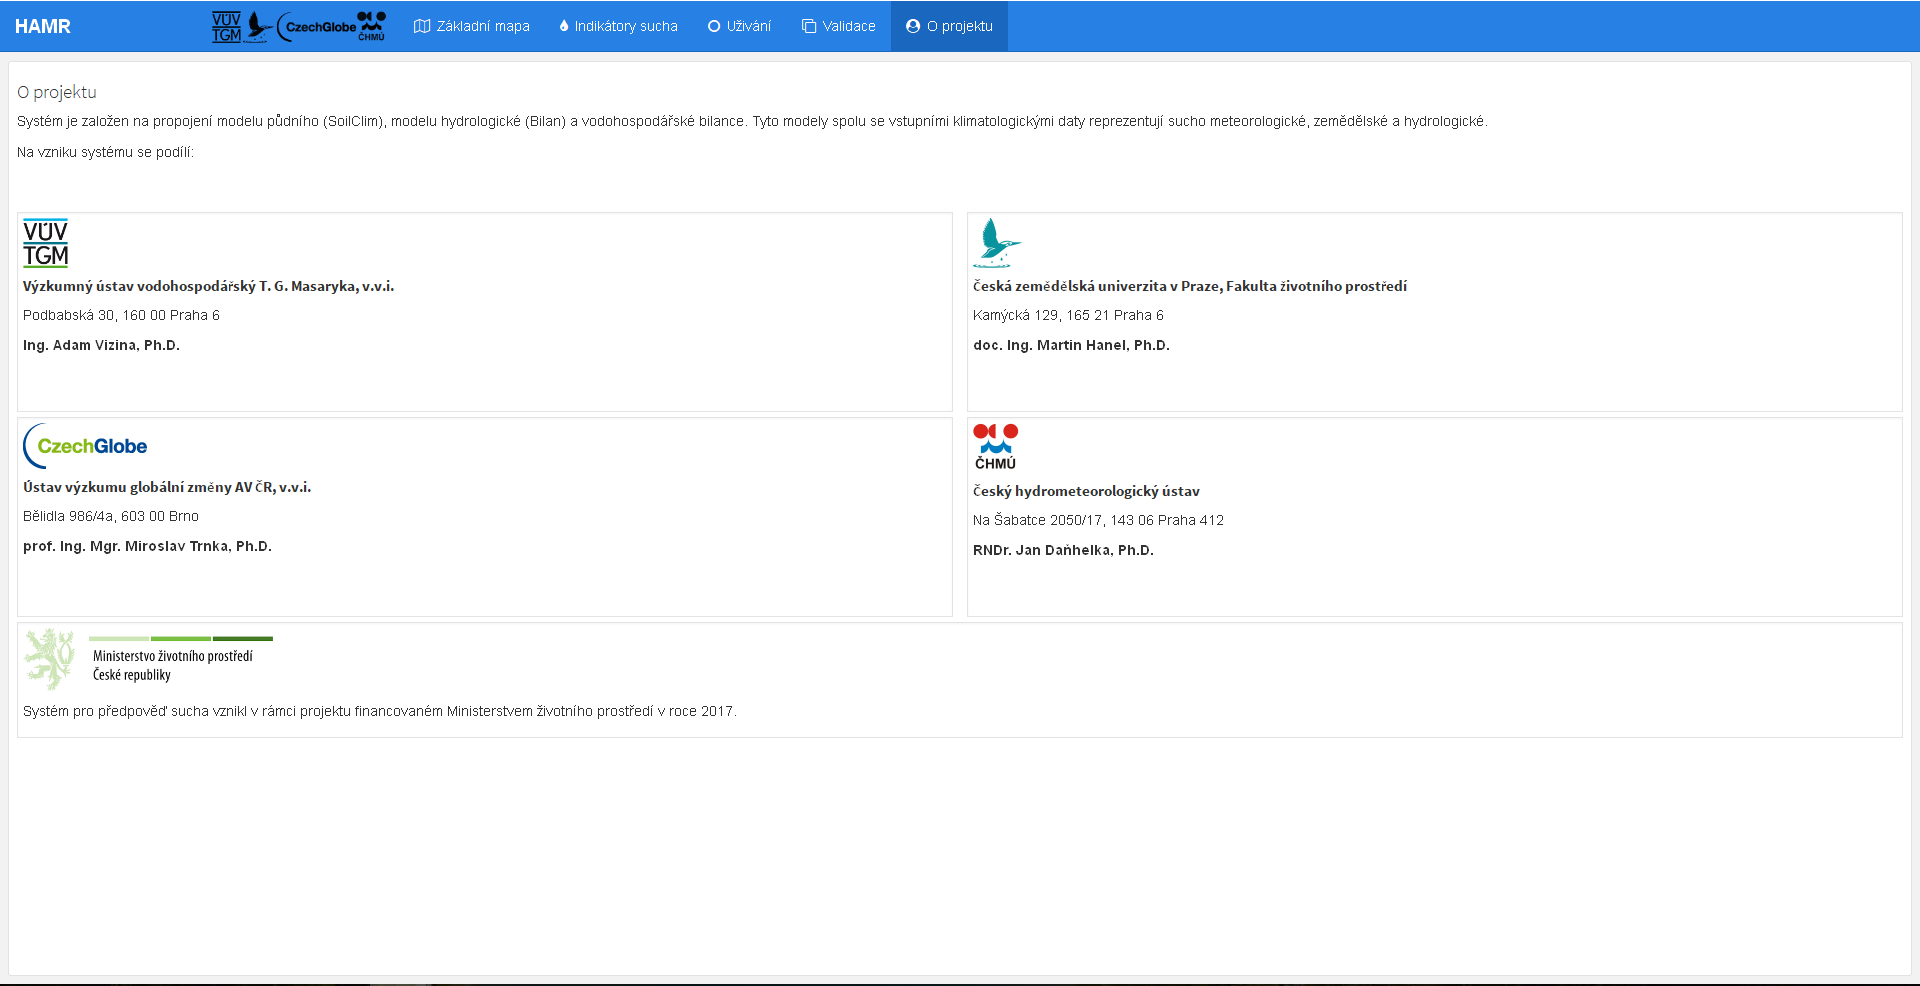 HAMR
VÚV
TGM
CzechGlobe
ČHMÚ
Základní mapa
Indikátory sucha
Užívání
Validace
O projektu
O projektu
Systém je založen na propojení modelu půdního (SoilClim), modelu hydrologické (Bilan) a vodohospodářské bilance. Tyto modely spolu se vstupními klimatologickými daty reprezentují sucho meteorologické, zemědělské a hydrologické.
Na vzniku systému se podílí:
VÚV
TGM
Výzkumný ústav vodohospodářský T. G. Masaryka, v.v.i.
Podbabská 30, 160 00 Praha 6
Ing. Adam Vizina, Ph.D.
Česká zemědělská univerzita v Praze, Fakulta životního prostředí
Kamýcká 129, 165 21 Praha 6
doc. Ing. Martin Hanel, Ph.D.
CzechGlobe
Ústav výzkumu globální změny AV ČR, v.v.i.
Bělidla 986/4a, 603 00 Brno
prof. Ing. Mgr. Miroslav Trnka, Ph.D.
ČHMÚ
Český hydrometeorologický ústav
Na Šabatce 2050/17, 143 06 Praha 412
RNDr. Jan Daňhelka, Ph.D.
Ministerstvo životního prostředí
České republiky
Systém pro předpověď sucha vznikl v rámci projektu financovaném Ministerstvem životního prostředí v roce 2017.